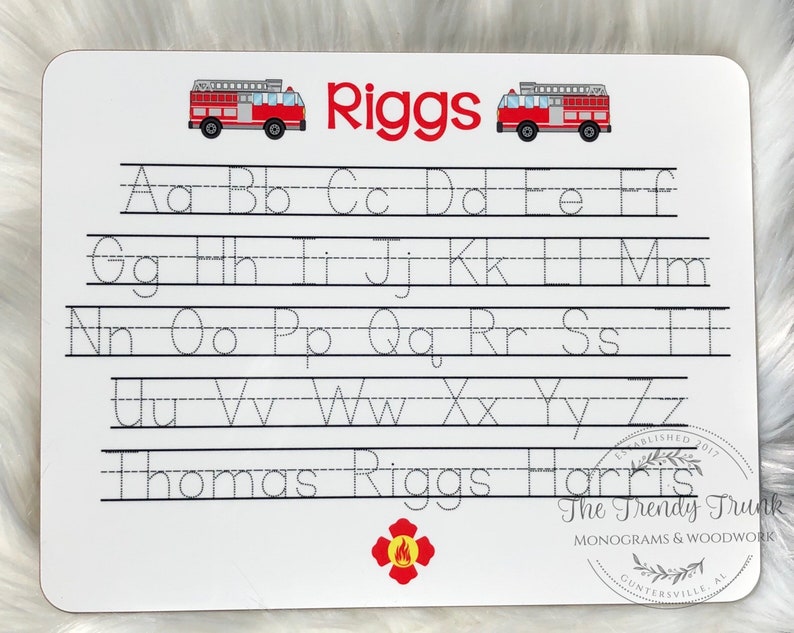 Riggs
Aa Bb Cc Dd Ee Ff
Gg Hh Ii Jj Kk Ll Mm
Nn Oo Pp Qq Rr Ss TT
Uu Vv Ww Xx Yy Zz
Thomas Riggs Harris
ESTABLISHED 2017
The Trendy Trunk
MONOGRAMS & WOODWORK
GUNTERSVILLE, AL